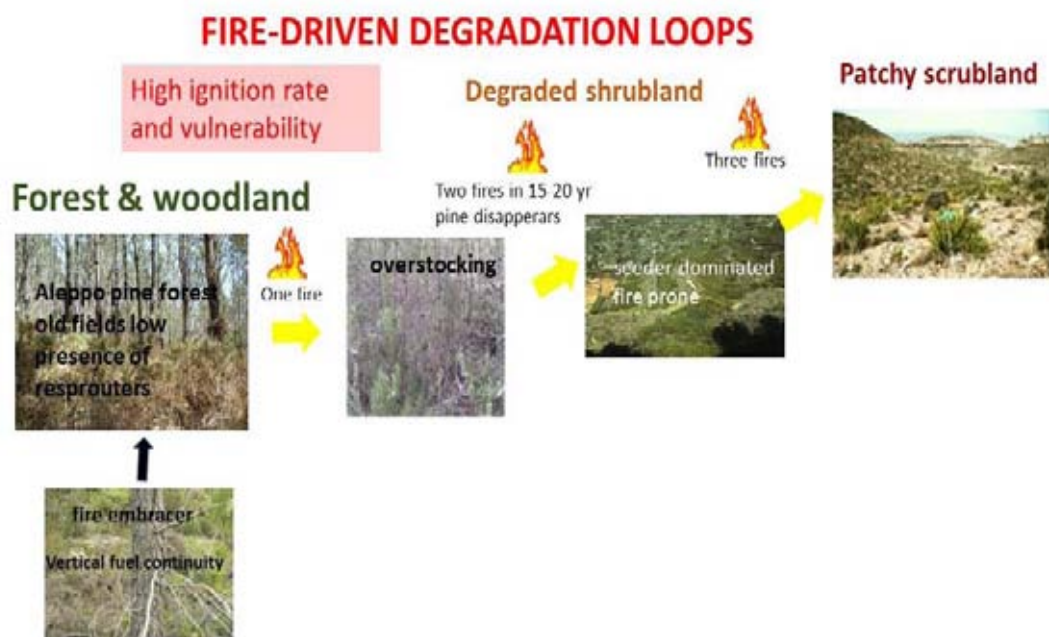 FIRE-DRIVEN DEGRADATION LOOPS
High ignition rate
and vulnerability
Degraded shrubland
Patchy scrubland
Three fires
Two fires in 15 20 yr
pine disapperars
Forest & woodland
One fire
overstocking
seeder dominated
fire prone
Aleppo pine forest
old fields low
presence of
resprouters
fire embracer
Vertical fuel continuity